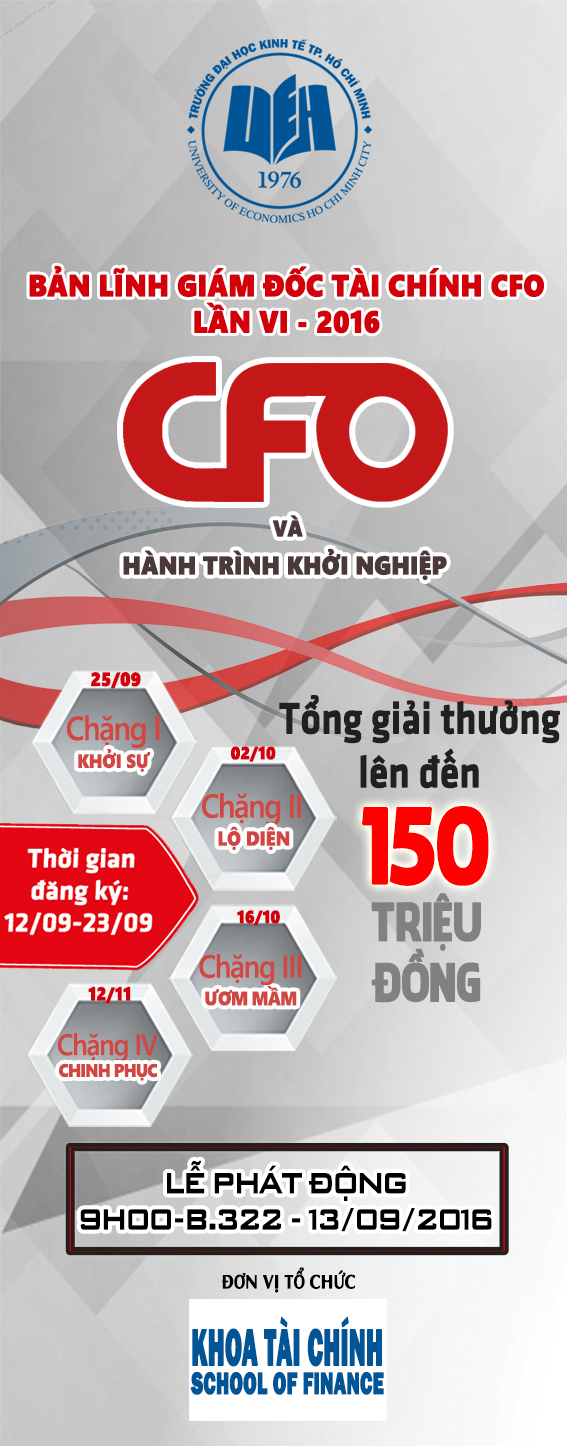 TRƯỜNG ĐẠI HỌC KINH TẾ TP. HỒ CHÍ MINH
UEH
1976
UNIVERSITY OF ECONOMICS HO CHI MINH CITY
BẢN LĨNH GIÁM ĐỐC TÀI CHÍNH CFO
LẦN VI - 2016
CFO
VÀ
HÀNH TRÌNH KHỞI NGHIỆP
25/09
Chặng I
KHỞI SỰ
02/10
Chặng II
LỘ DIỆN
Tổng giải thưởng
lên đến
150
TRIỆU
ĐỒNG
Thời gian
đăng ký:
12/09-23/09
16/10
Chặng III
ƯƠM MẦM
12/11
Chặng IV
CHINH PHỤC
LỄ PHÁT ĐỘNG
9H00-B.322 - 13/09/2016
ĐƠN VỊ TỔ CHỨC
KHOA TÀI CHÍNH
SCHOOL OF FINANCE